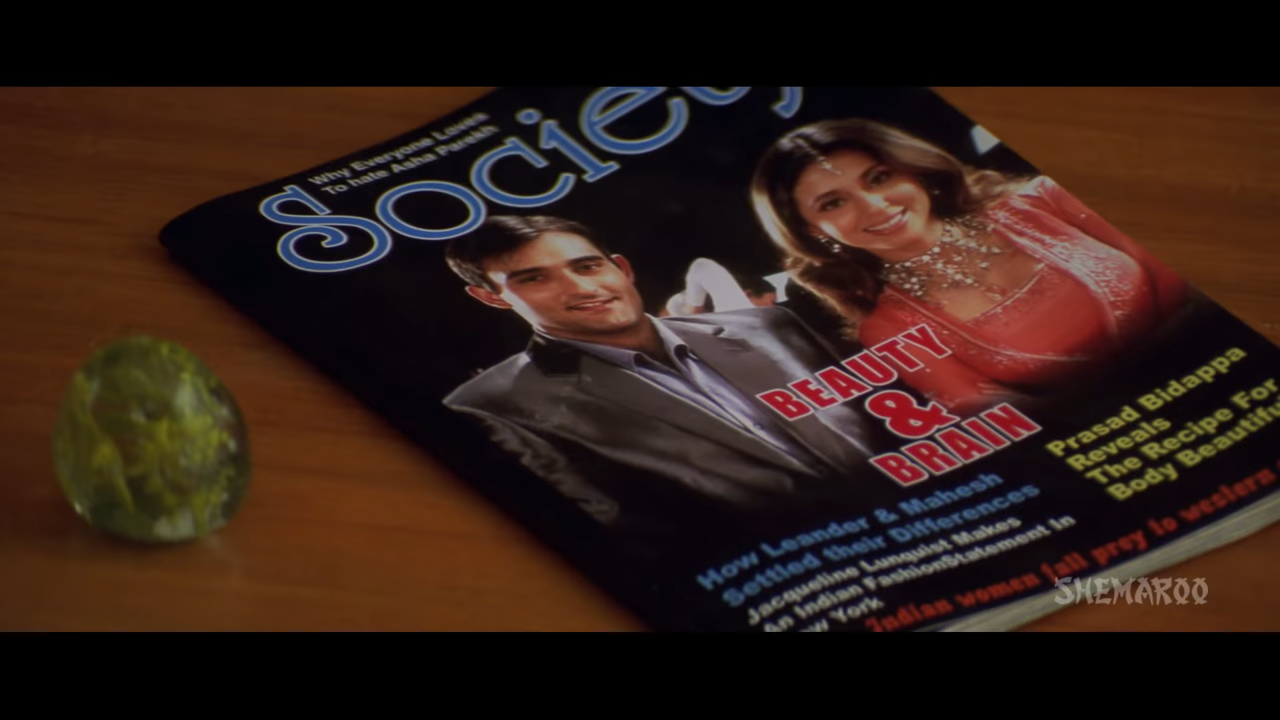 Why Everyone Loves
To hate Asha Parekh
Society
BEAUTY
&
BRAIN
Prasad Bidappa
Reveals
The Recipe For
Body Beautifu
How Leander & Mahesh
Settled their Differences
Jacqueline Lunquist Makes
An Indian FashionStatement In
w York
Indian women fall prey to western
SHEMAROO